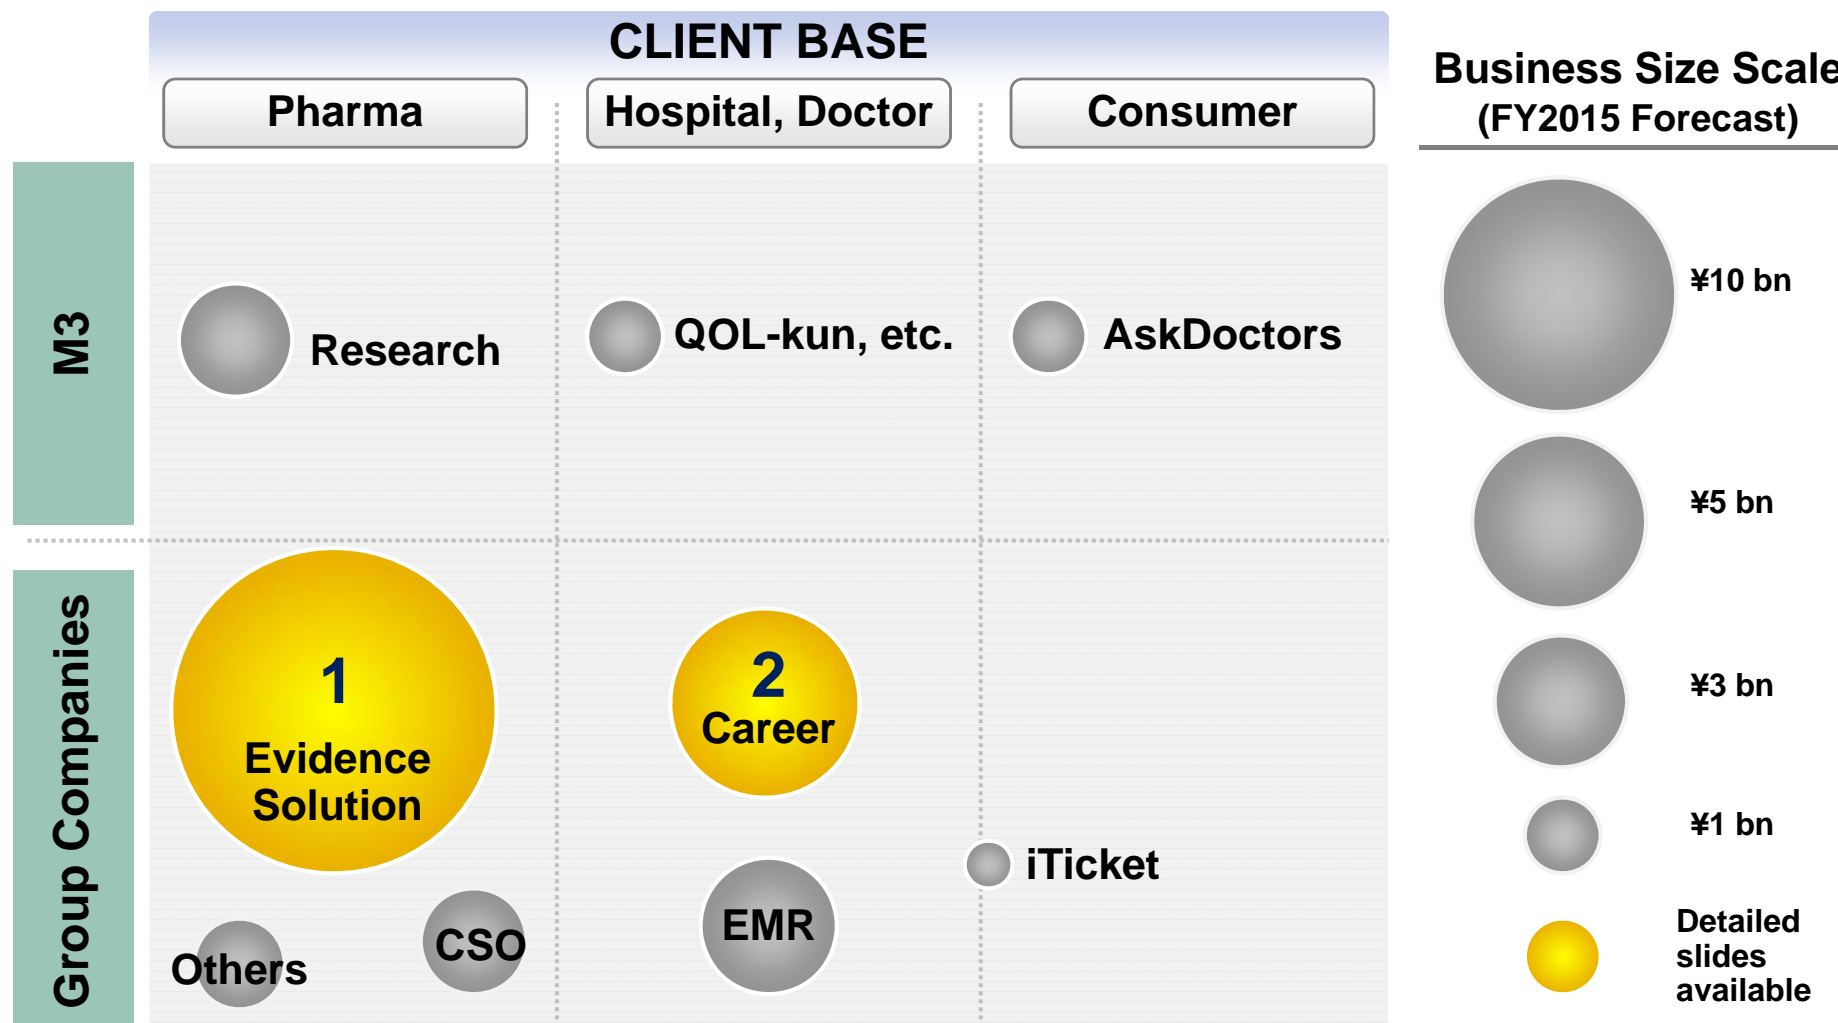 CLIENT BASE
Pharma
Hospital, Doctor
Consumer
Business Size Scale
(FY2015 Forecast)
M3
Research
QOL-kun, etc.
AskDoctors
¥10 bn
¥5 bn
Group Companies
1
Evidence
Solution
2
Career
¥3 bn
¥1 bn
iTicket
Others
CSO
EMR
Detailed
slides
available